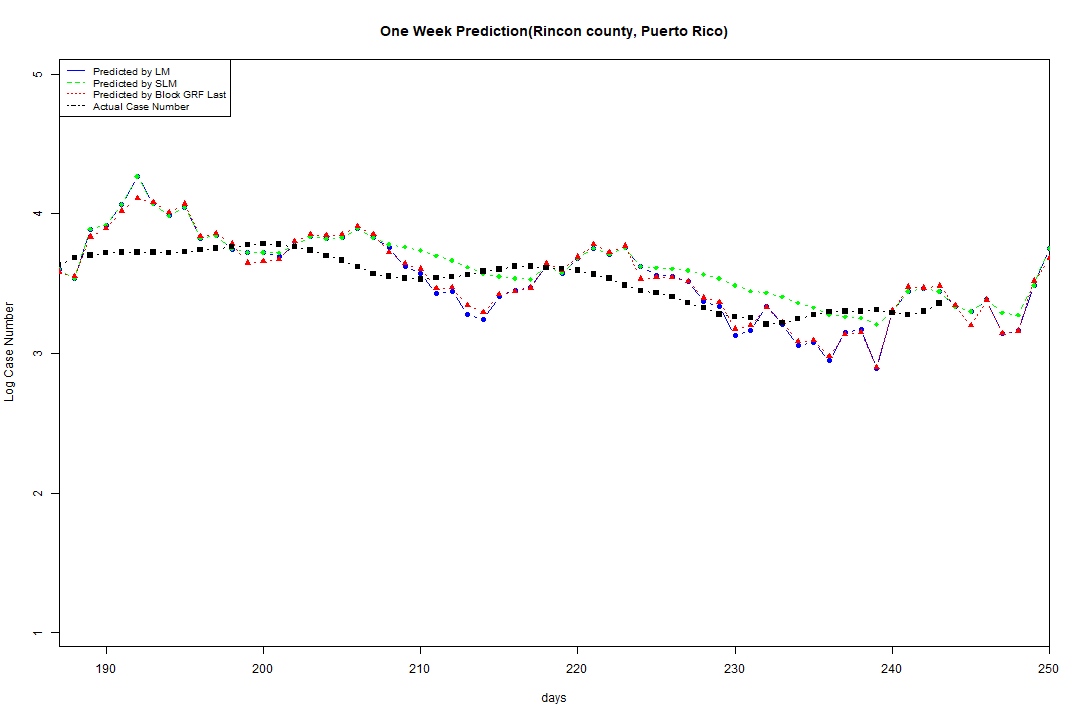 One Week Prediction(Rincon county, Puerto Rico)
Predicted by LM
Predicted by SLM
Predicted by Block GRF Last
Actual Case Number
5
4
3
2
1
Log Case Number
190 200 210 220 230 240 250
days